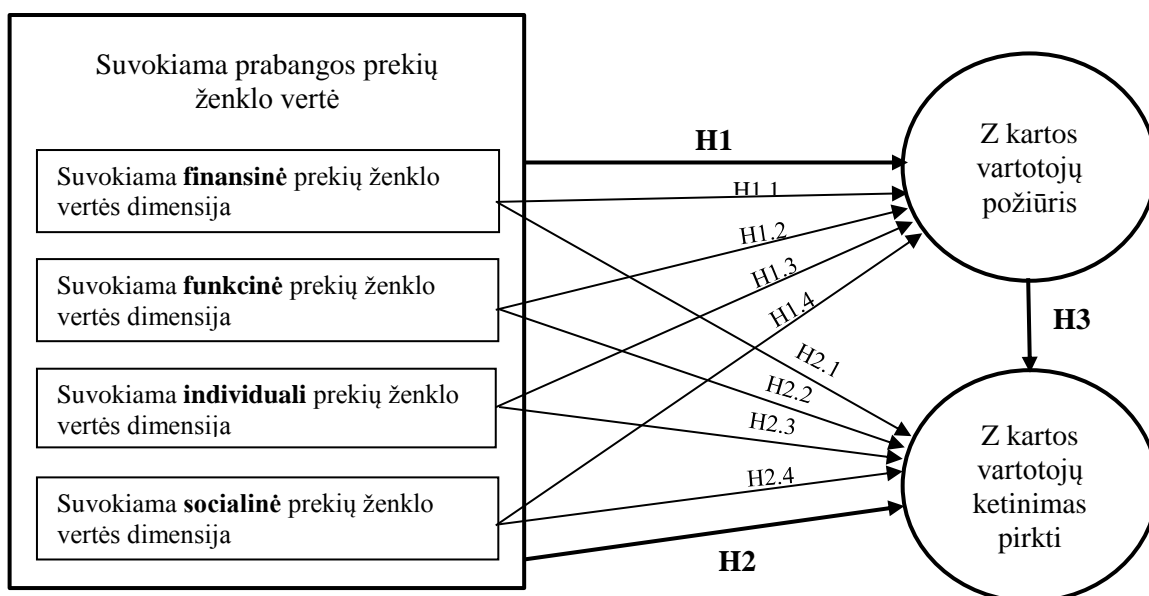 Suvokiama prabangos prekių
ženklo vertė
Suvokiama finansinė prekių ženklo
vertės dimensija
Suvokiama funkcinė prekių ženklo
vertės dimensija
Suvokiama individuali prekių ženklo
vertės dimensija
Suvokiama socialinė prekių ženklo
vertės dimensija
H1
H1.1
H1.2
H1.3
H1.4
H2.1
H2.2
H2.3
H2.4
H2
Z kartos
vartotojų
požiūris
H3
Z kartos
vartotojų
ketinimas
pirkti